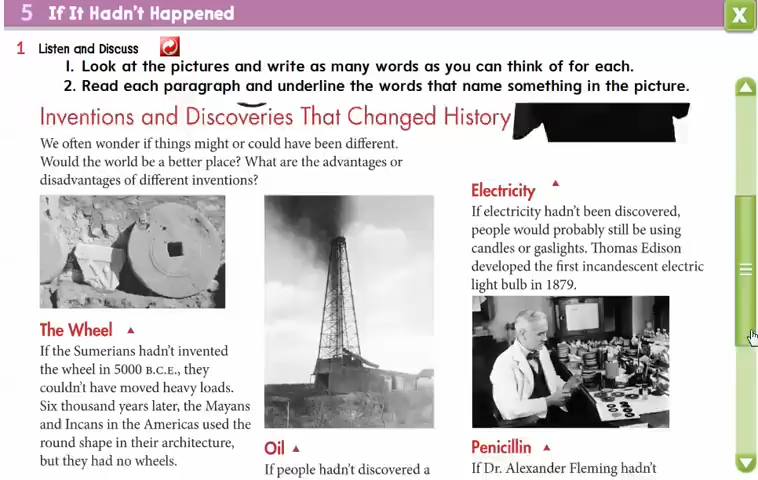 5 If It Hadn't Happened
X
1 Listen and Discuss
1. Look at the pictures and write as many words as you can think of for each.
2. Read each paragraph and underline the words that name something in the picture.
Inventions and Discoveries That Changed History
We often wonder if things might or could have been different.
Would the world be a better place? What are the advantages or
disadvantages of different inventions?
The Wheel ▲
If the Sumerians hadn't invented
the wheel in 5000 B.C.E., they
couldn't have moved heavy loads.
Six thousand years later, the Mayans
and Incans in the Americas used the
round shape in their architecture,
but they had no wheels.
Oil ▲
If people hadn't discovered a
Electricity ▲
If electricity hadn't been discovered,
people would probably still be using
candles or gaslights. Thomas Edison
developed the first incandescent electric
light bulb in 1879.
Penicillin ▲
If Dr. Alexander Fleming hadn't